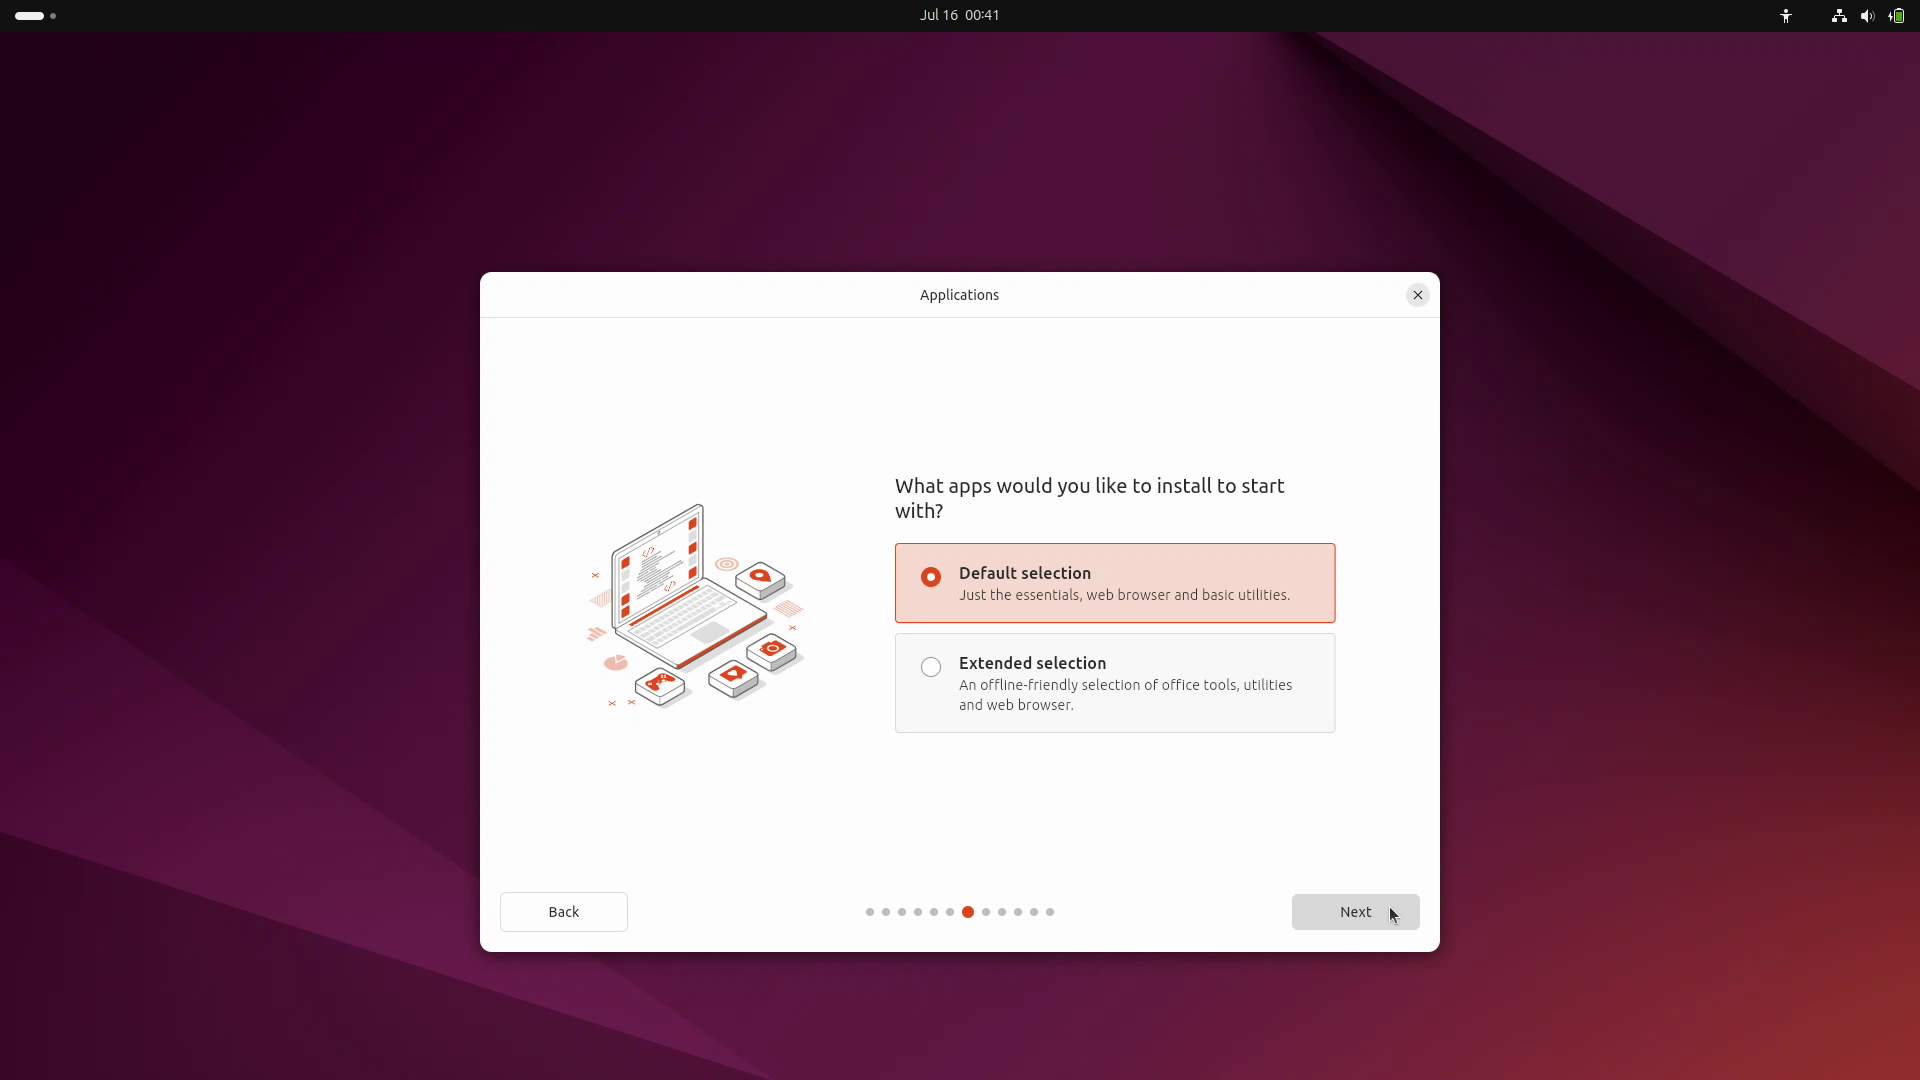 Jul 16 00:41
Applications
What apps would you like to install to start
with?
Default selection
Just the essentials, web browser and basic utilities.
Extended selection
An offline-friendly selection of office tools, utilities
and web browser.
Back
Next